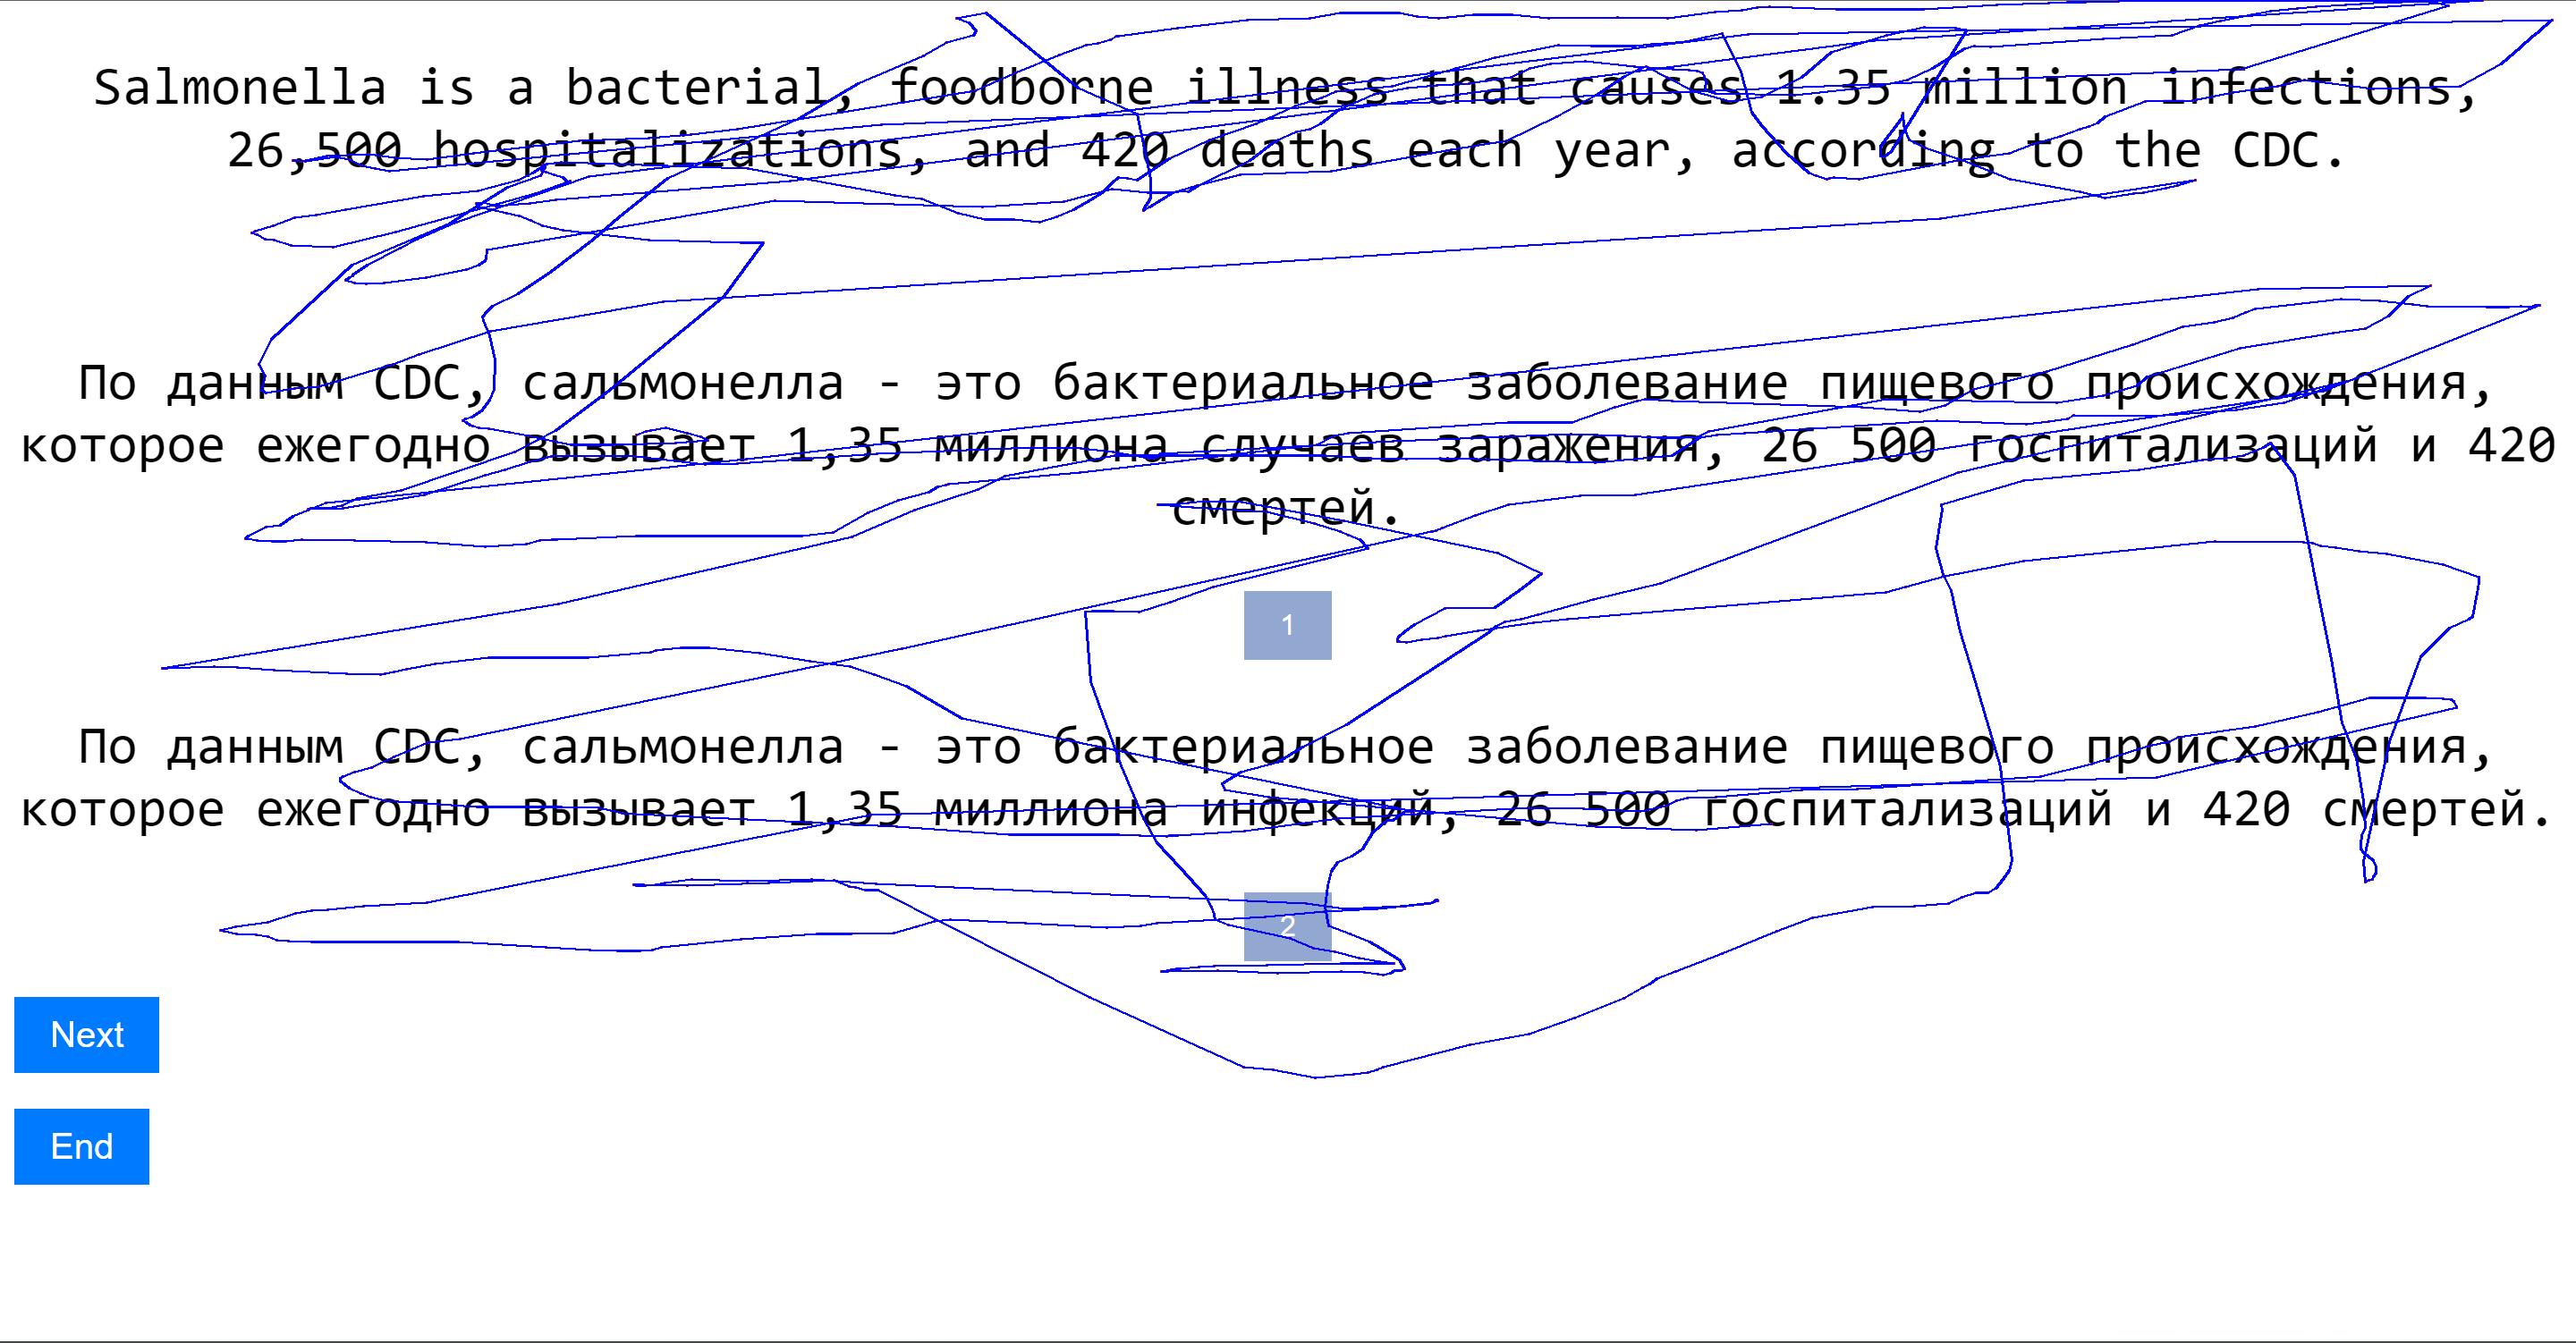 Salmonella is a bacterial, foodborne illness that causes 1.35 million infections,
26,500 hospitalizations, and 420 deaths each year, according to the CDC.
По данным CDC, сальмонелла - это бактериальное заболевание пищевого происхождения,
которое ежегодно вызывает 1,35 миллиона случаев заражения, 26 500 госпитализаций и 420
смертей.
1
По данным CDC, сальмонелла - это бактериальное заболевание пищевого происхождения,
которое ежегодно вызывает 1,35 миллиона инфекций, 26 500 госпитализаций и 420 смертей.
2
Next
End